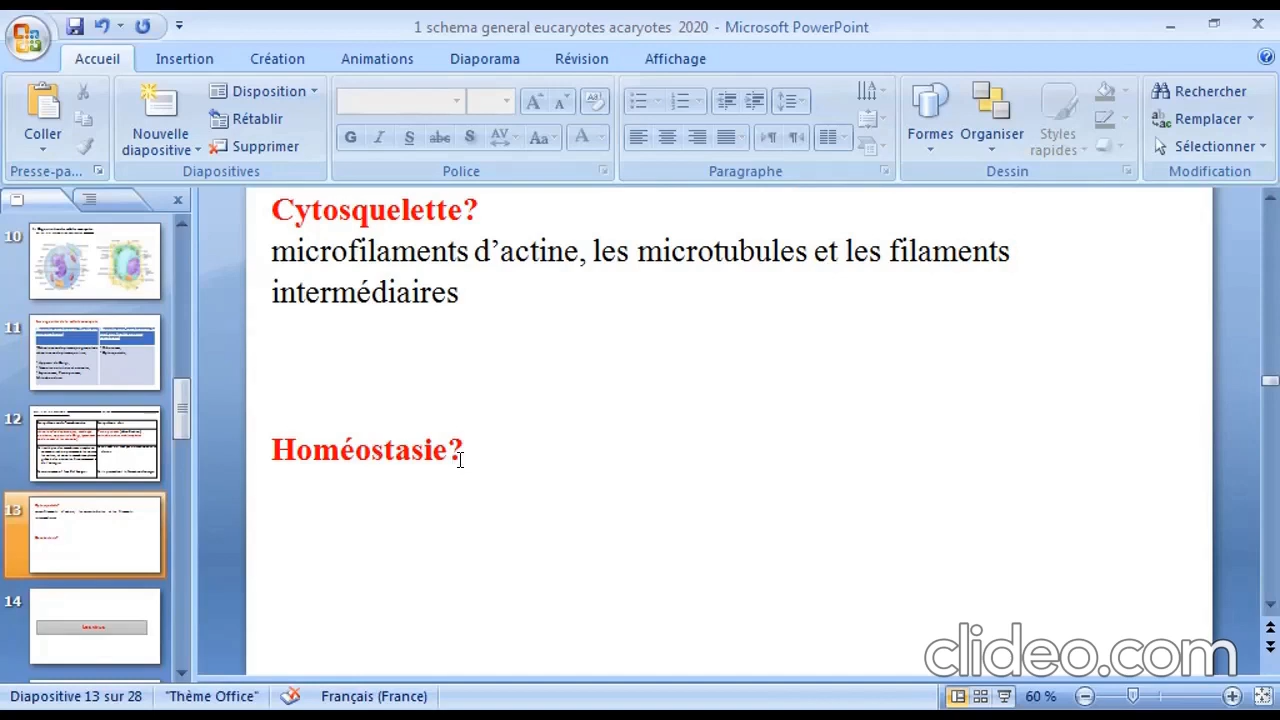 1 schema general eucaryotes acaryotes 2020 - Microsoft PowerPoint
Accueil Insertion Création Animations Diaporama Révision Affichage
Coller
Nouvelle
diapositive
Disposition
Rétablir
Supprimer
G I S abe S AV Aa A
Formes
Organiser
Styles
rapides
Rechercher
Remplacer
Sélectionner
Presse-pa... Diapositives Police Paragraphe Dessin Modification
10
11
12
13
14
Cytosquelette?
microfilaments d’actine, les microtubules et les filaments
intermédiaires
Homéostasie?
clideo.com
Diapositive 13 sur 28 "Thème Office" Français (France) 60 %